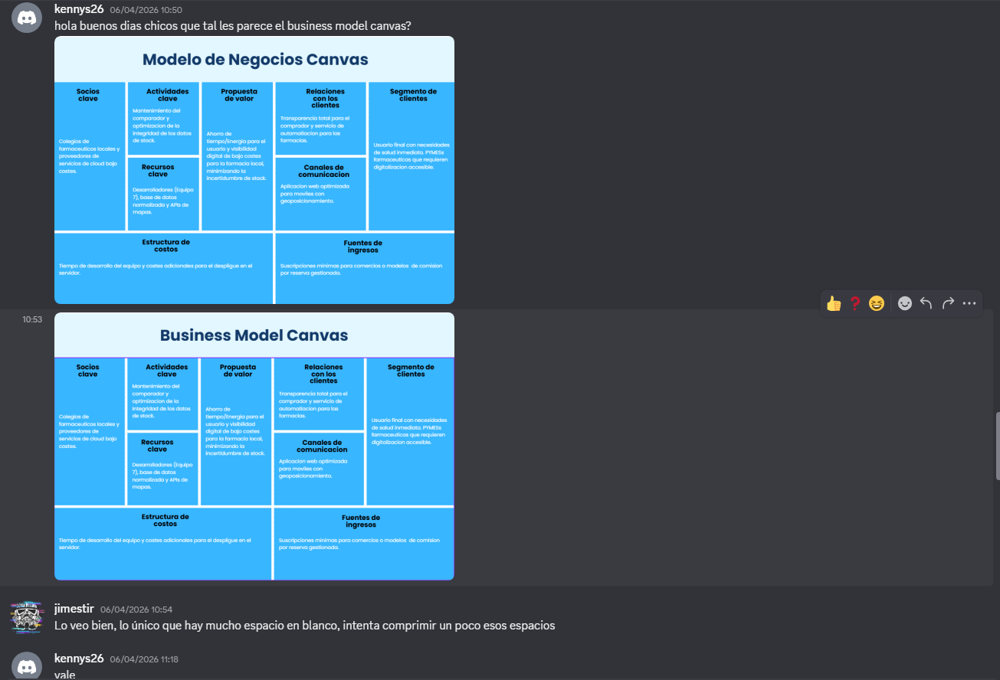 kennys26 06/04/2026 10:50
hola buenos dias chicos que tal les parece el business model canvas?
Modelo de Negocios Canvas
Socios
clave
Colegios de
farmaceuticos locales y
proveedores de
servicios de cloud bajo
costes.
Actividades
clave
Mantenimiento del
comparador y
optimizacion de la
integridad de los datos
de stock.
Recursos
clave
Desarrolladores (Equipo
7), base de datos
normalizada y APIs de
mapas.
Propuesta
de valor
Ahorro de
tiempo/Energia para el
usuario y visibilidad
digital de bajo costes
para la farmacia local,
minimizando la
incertidumbre de stock.
Relaciones
con los
clientes
Transparencia total para el
comprador y serrvicio de
automatiacion para las
farmacias.
Canales de
comunicacion
Aplicacion web optimizada
para moviles con
geoposicionamiento.
Segmento de
clientes
Usuario final con necesidades
de salud inmediata. PYMESs
farmaceuticas que requieren
digitalizacion accesible.
Estructura de
costos
Tiempo de desarrallo del equipo y costes adicionales para el despligue en el
servidor.
Fuentes de
ingresos
Suscripciones minimas para comercios o modelos de comision
por reserva gestionada.
10:53
Business Model Canvas
Socios
clave
Colegios de
farmaceuticos locales y
proveedores de
servicios de cloud bajo
costes.
Actividades
clave
Mantenimiento del
comparador y
optimizacion de la
integridad de los datos
de stock.
Recursos
clave
Desarrolladores (Equipo
7), base de datos
normalizada y APIs de
mapas.
Propuesta
de valor
Ahorro de
tiempo/Energia para el
usuario y visibilidad
digital de bajo costes
para la farmacia local,
minimizando la
incertidumbre de stock.
Relaciones
con los
clientes
Transparencia total para el
comprador y serrvicio de
automatiacion para las
farmacias.
Canales de
comunicacion
Aplicacion web optimizada
para moviles con
geoposicionamiento.
Segmento de
clientes
Usuario final con necesidades
de salud inmediata. PYMESs
farmaceuticas que requieren
digitalizacion accesible.
Estructura de
costos
Tiempo de desarrallo del equipo y costes adicionales para el despligue en el
servidor.
Fuentes de
ingresos
Suscripciones minimas para comercios o modelos de comision
por reserva gestionada.
jimestir 06/04/2026 10:54
Lo veo bien, lo único que hay mucho espacio en blanco, intenta comprimir un poco esos espacios
kennys26 06/04/2026 11:18
vale